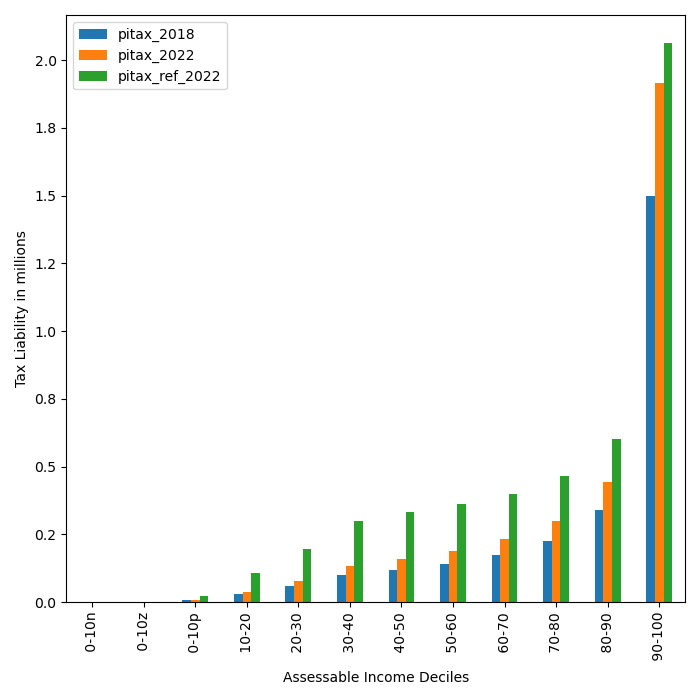 pitax_2018
pitax_2022
pitax_ref_2022
Tax Liability in millions
2.0
1.8
1.5
1.2
1.0
0.8
0.5
0.2
0.0
0-10n
0-10z
0-10p
10-20
20-30
30-40
40-50
50-60
60-70
70-80
80-90
90-100
Assessable Income Deciles